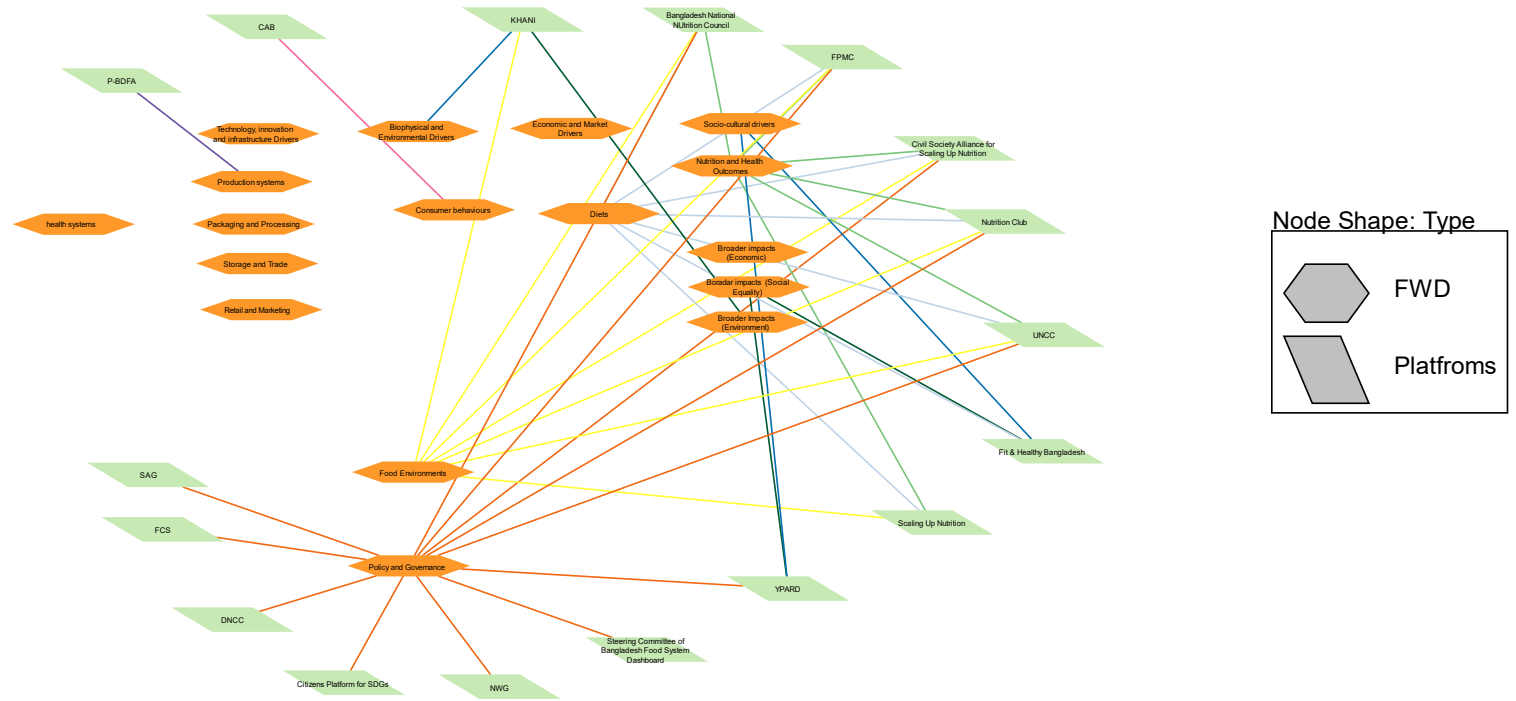 KHANI
Bangladesh National
NUtrition Council
CAB
FPMC
P-BDFA
Technology, innovation
and infrastructure Drivers
Biophysical and
Environmental Drivers
Economic and Market
Drivers
Socio-cultural drivers
Civil Society Alliance for
Scaling Up Nutrition
Nutrition and Health
Outcomes
Production systems
Consumer behaviours
Diets
Nutrition Club
health systems
Packaging and Processing
Node Shape: Type
Broader impacts
(Economic)
Storage and Trade
Boradar impacts (Social
Equality)
FWD
Retail and Marketing
Broader Impacts
(Environment)
UNCC
Platfroms
Fit & Healthy Bangladesh
Food Environments
SAG
Scaling Up Nutrition
FCS
Policy and Governance
YPARD
DNCC
Steering Committee of
Bangladesh Food System
Dashboard
Citizens Platform for SDGs
NWG